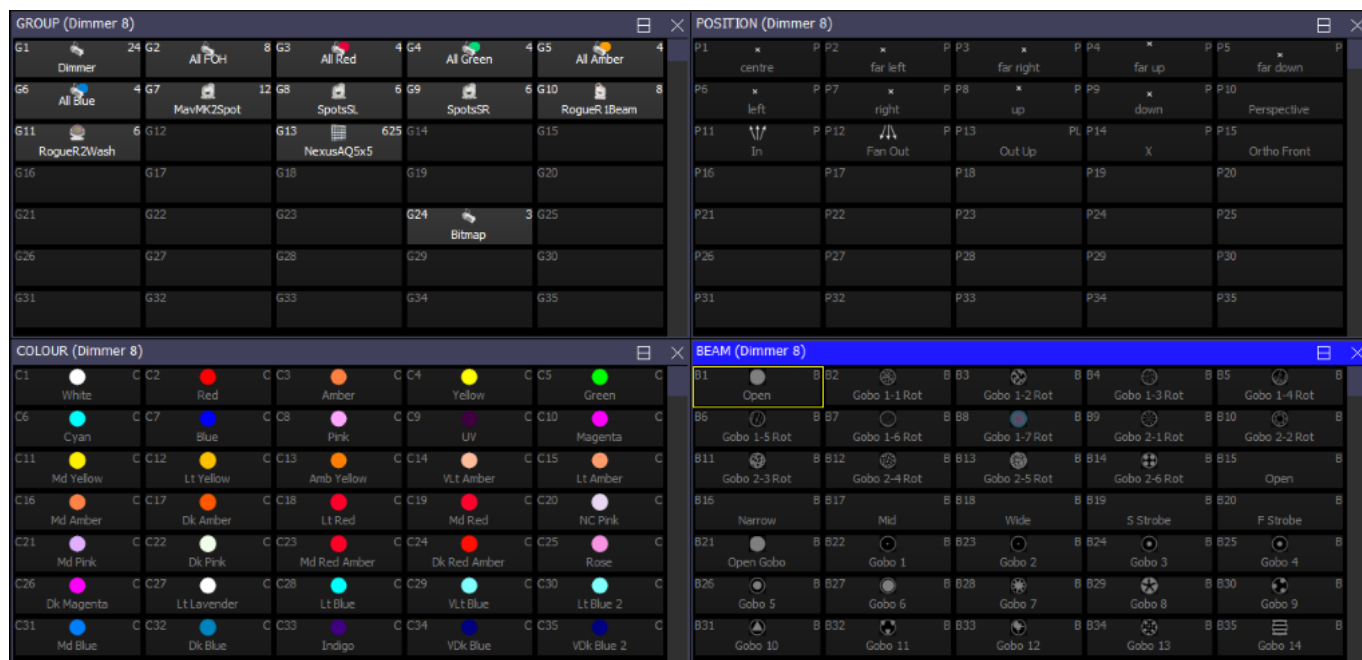 GROUP (Dimmer 8)
G1 24 G2 8 G3 4 G4 4 G5 4
Dimmer All FOH All Red All Green All Amber
G6 4 G7 12 G8 6 G9 6 G10 8
All Blue MavMK2Spot SpotsSL SpotsSR RogueR1Beam
G11 6 G12 G13 625 G14 G15
RogueR2Wash NexusAQ5x5
G16 G17 G18 G19 G20
G21 G22 G23 G24 3 G25
Bitmap
G26 G27 G28 G29 G30
G31 G32 G33 G34 G35
POSITION (Dimmer 8)
P1 P P2 P P3 P P4 P P5 P
centre far left far right far up far down
P6 P P7 P P8 P P9 P P10
left right up down Perspective
P11 P P12 P P13 PL P14 P P15
In Fan Out Out Up X Ortho Front
P16 P17 P18 P19 P20
P21 P22 P23 P24 P25
P26 P27 P28 P29 P30
P31 P32 P33 P34 P35
COLOUR (Dimmer 8)
C1 C C2 C C3 C C4 C C5 C
White Red Amber Yellow Green
C6 C C7 C C8 C C9 C C10 C
Cyan Blue Pink UV Magenta
C11 C C12 C C13 C C14 C C15 C
Md Yellow Lt Yellow Amb Yellow VLt Amber Lt Amber
C16 C C17 C C18 C C19 C C20 C
Md Amber Dk Amber Lt Red Md Red NC Pink
C21 C C22 C C23 C C24 C C25 C
Md Pink Dk Pink Md Red Amber Dk Red Amber Rose
C26 C C27 C C28 C C29 C C30 C
Dk Magenta Lt Lavender Lt Blue VLt Blue Lt Blue 2
C31 C C32 C C33 C C34 C C35 C
Md Blue Dk Blue Indigo VDk Blue VDk Blue 2
BEAM (Dimmer 8)
B1 B B2 B B3 B B4 B B5 B
Open Gobo 1-1 Rot Gobo 1-2 Rot Gobo 1-3 Rot Gobo 1-4 Rot
B6 B B7 B B8 B B9 B B10 B
Gobo 1-5 Rot Gobo 1-6 Rot Gobo 1-7 Rot Gobo 2-1 Rot Gobo 2-2 Rot
B11 B B12 B B13 B B14 B B15 B
Gobo 2-3 Rot Gobo 2-4 Rot Gobo 2-5 Rot Gobo 2-6 Rot Open
B16 B B17 B B18 B B19 B B20 B
Narrow Mid Wide S Strobe F Strobe
B21 B B22 B B23 B B24 B B25 B
Open Gobo Gobo 1 Gobo 2 Gobo 3 Gobo 4
B26 B B27 B B28 B B29 B B30 B
Gobo 5 Gobo 6 Gobo 7 Gobo 8 Gobo 9
B31 B B32 B B33 B B34 B B35 B
Gobo 10 Gobo 11 Gobo 12 Gobo 13 Gobo 14